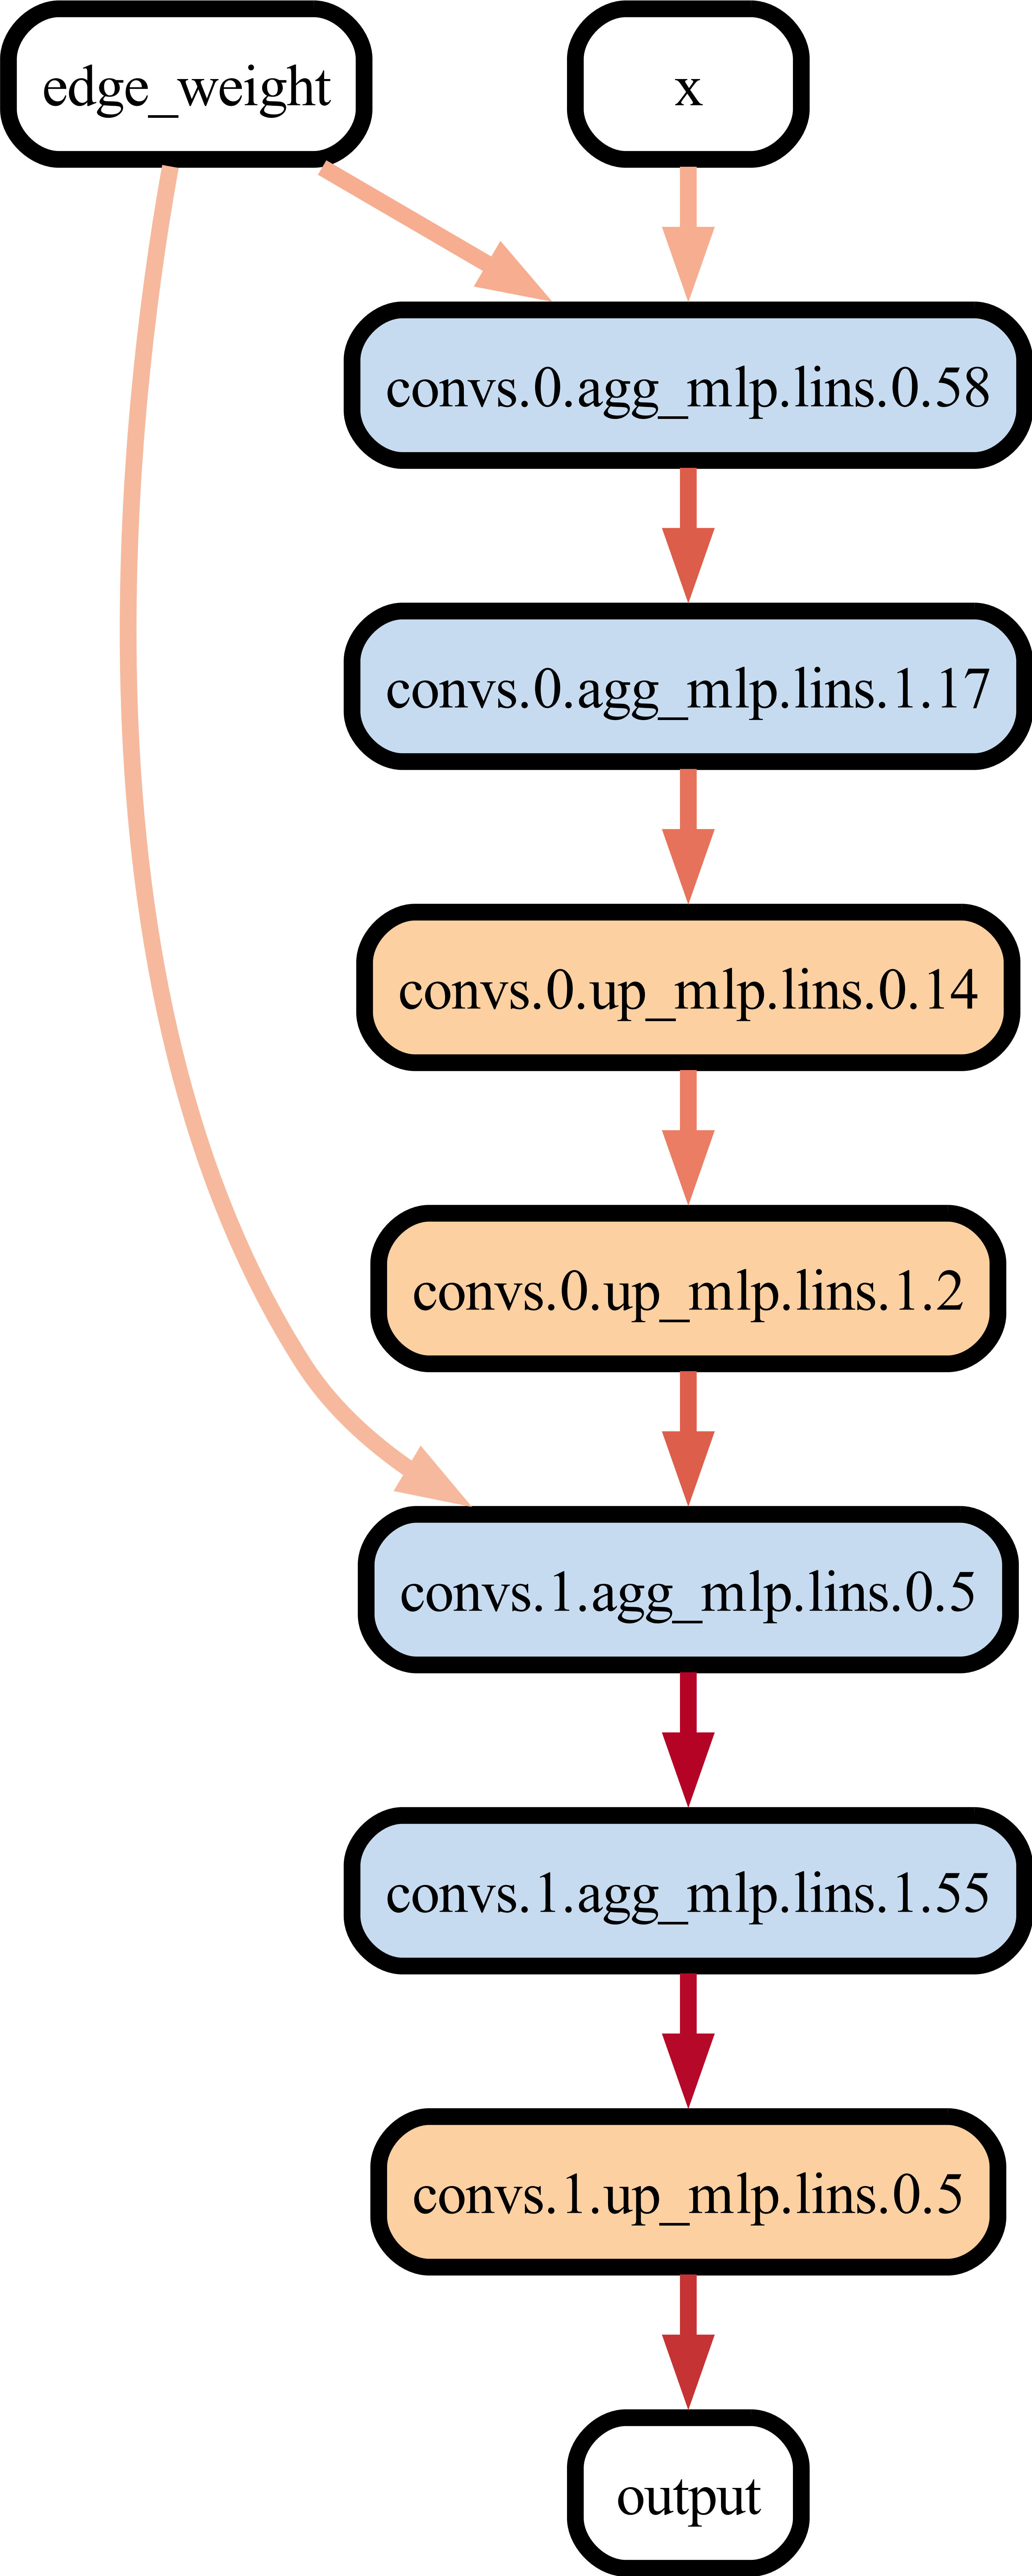 edge_weight
x
convs.0.agg_mlp.lins.0.58
convs.0.agg_mlp.lins.1.17
convs.0.up_mlp.lins.0.14
convs.0.up_mlp.lins.1.2
convs.1.agg_mlp.lins.0.5
convs.1.agg_mlp.lins.1.55
convs.1.up_mlp.lins.0.5
output